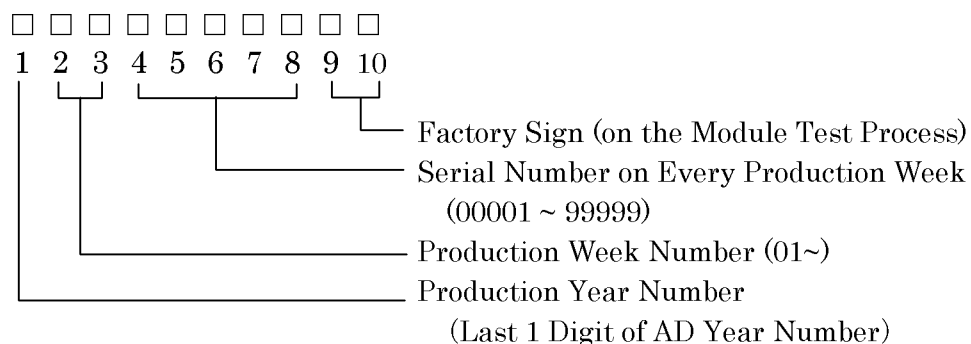 □ □ □ □ □ □ □ □ □ □
1 2 3 4 5 6 7 8 9 10
Factory Sign (on the Module Test Process)
Serial Number on Every Production Week
(00001 ~ 99999)
Production Week Number (01~)
Production Year Number
(Last 1 Digit of AD Year Number)